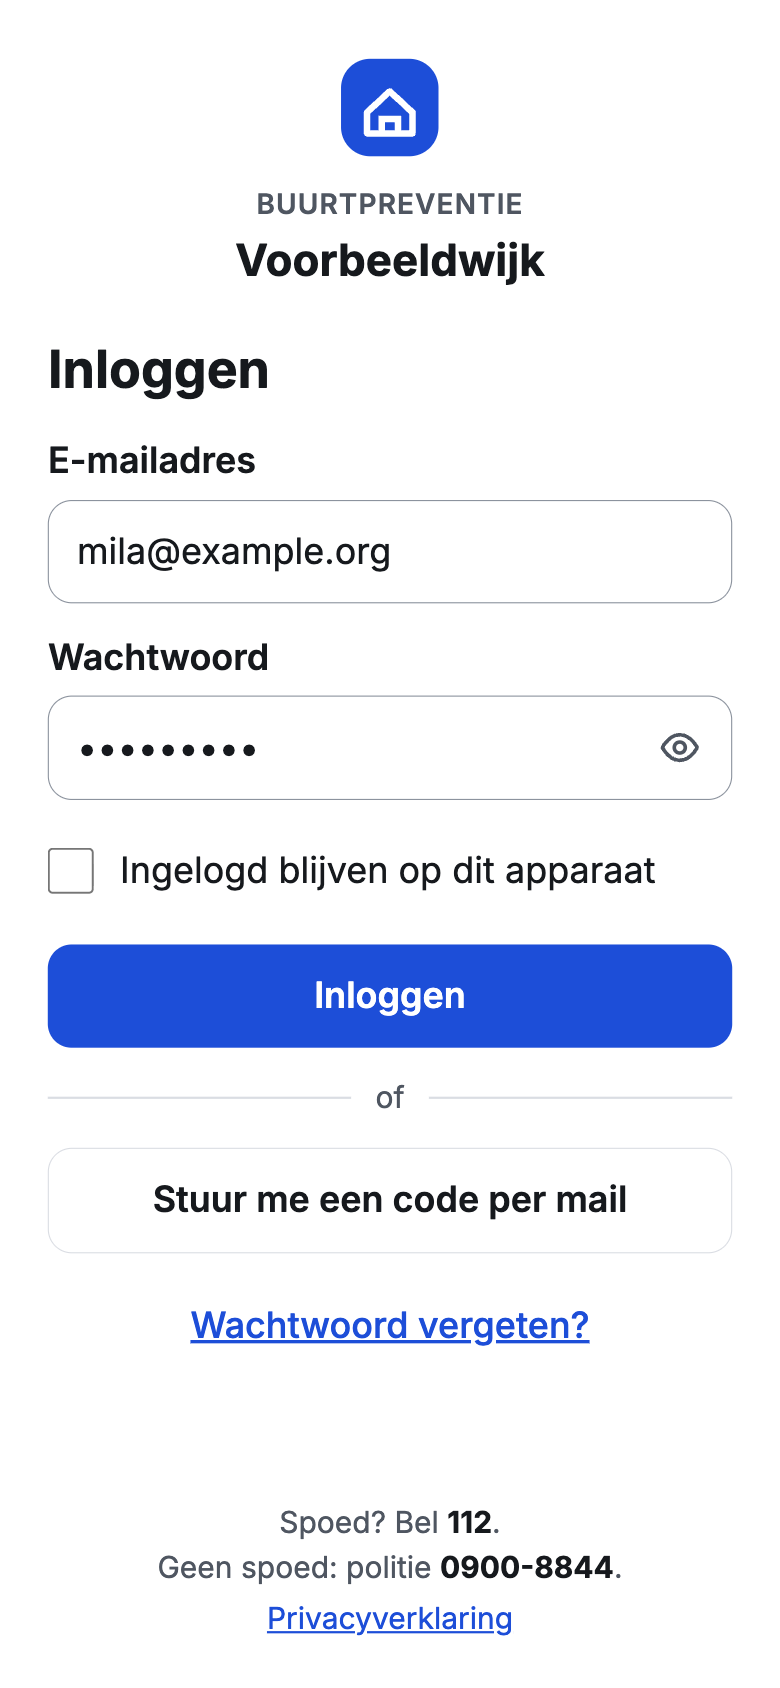 BUURTPREVENTIE
Voorbeeldwijk
Inloggen
E-mailadres
mila@example.org
Wachtwoord
•••••••••
Ingelogd blijven op dit apparaat
Inloggen
of
Stuur me een code per mail
Wachtwoord vergeten?
Spoed? Bel 112.
Geen spoed: politie 0900-8844.
Privacyverklaring